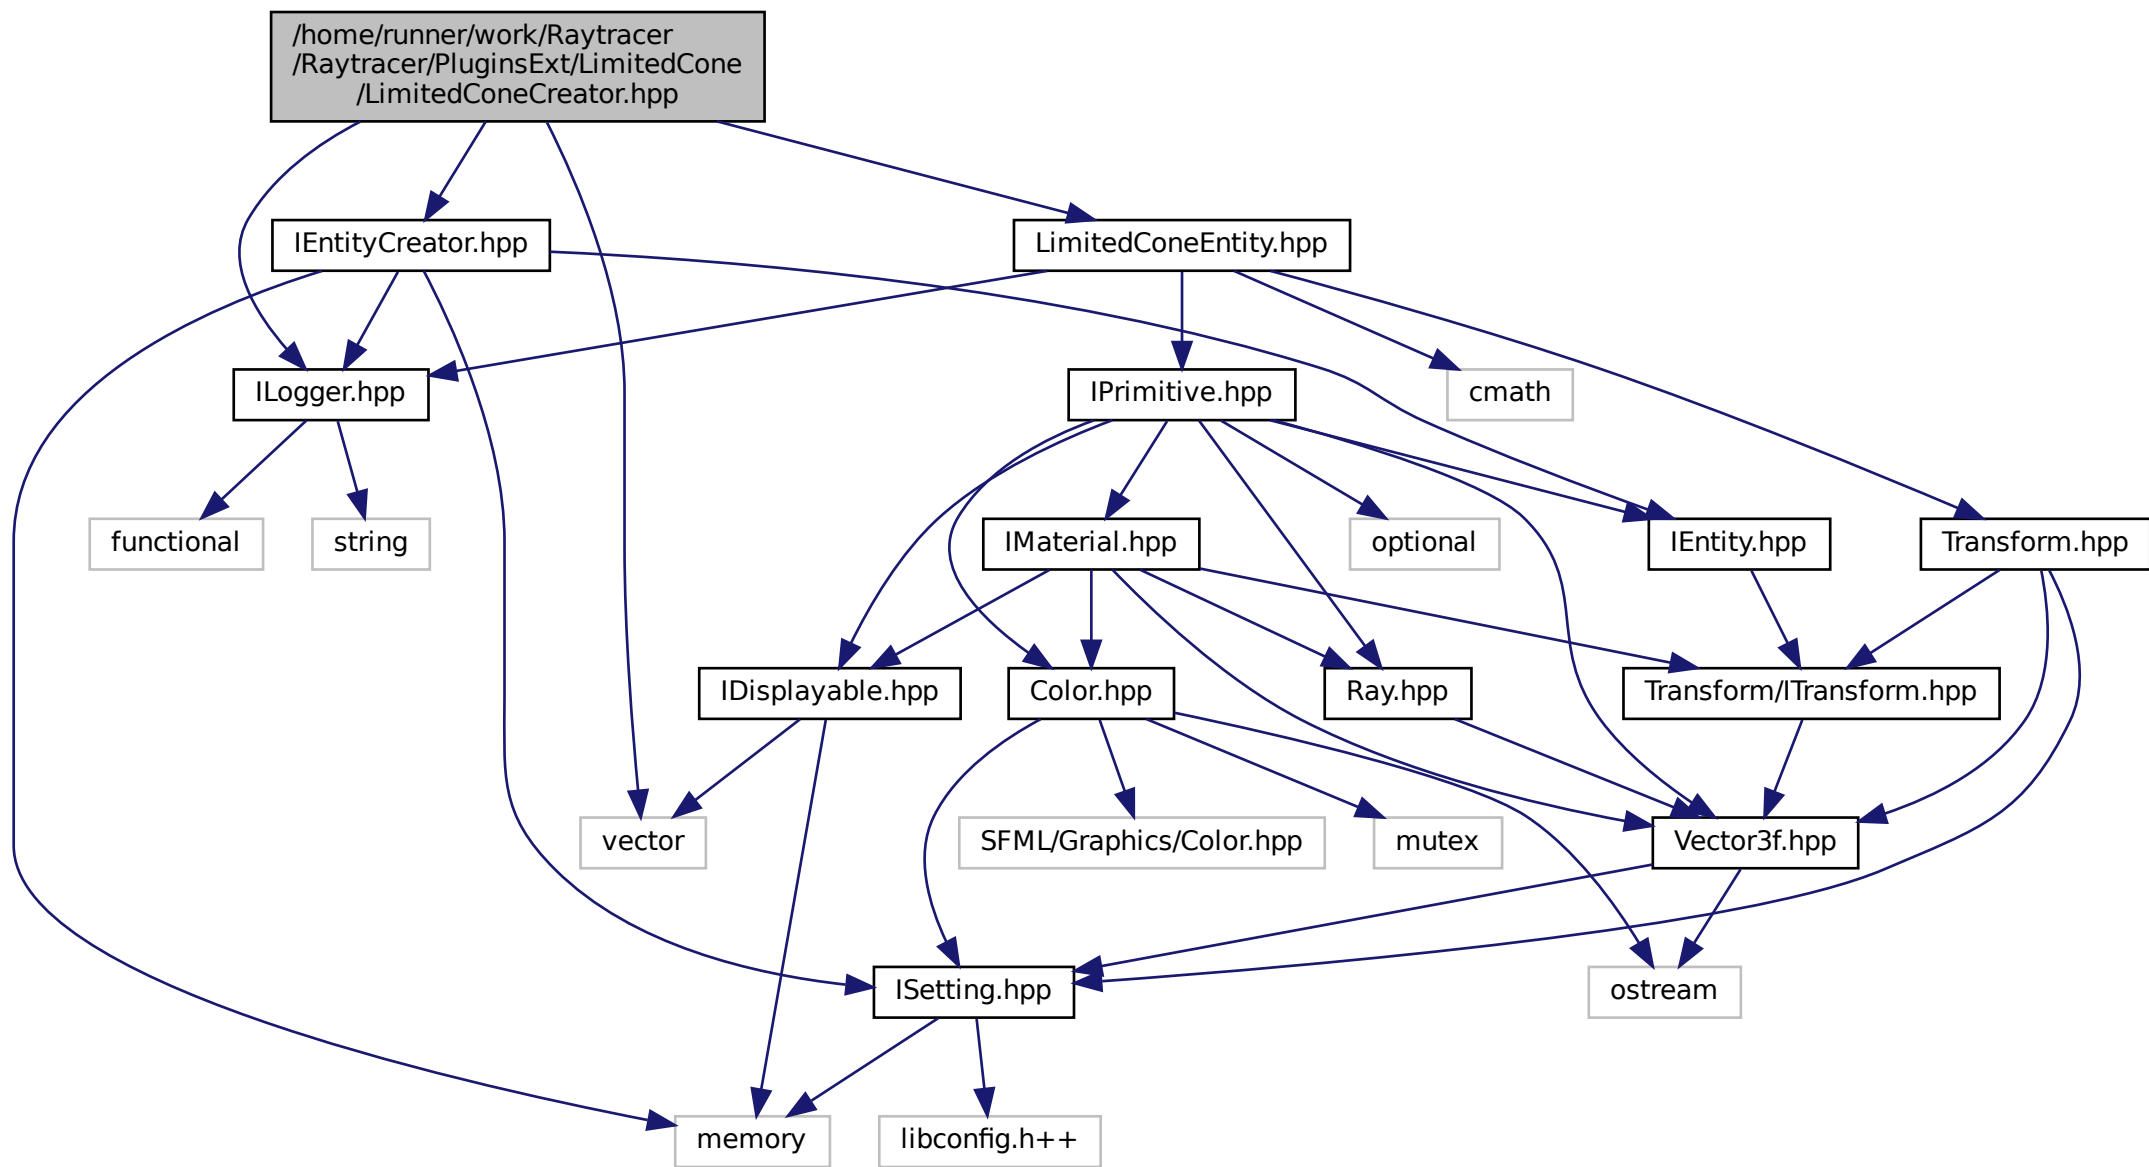 /home/runner/work/Raytracer
/Raytracer/PluginsExt/LimitedCone
/LimitedConeCreator.hpp
IEntityCreator.hpp
LimitedConeEntity.hpp
ILogger.hpp
IPrimitive.hpp
cmath
functional
string
IMaterial.hpp
optional
IEntity.hpp
Transform.hpp
IDisplayable.hpp
Color.hpp
Ray.hpp
Transform/ITransform.hpp
vector
SFML/Graphics/Color.hpp
mutex
Vector3f.hpp
ISetting.hpp
ostream
memory
libconfig.h++